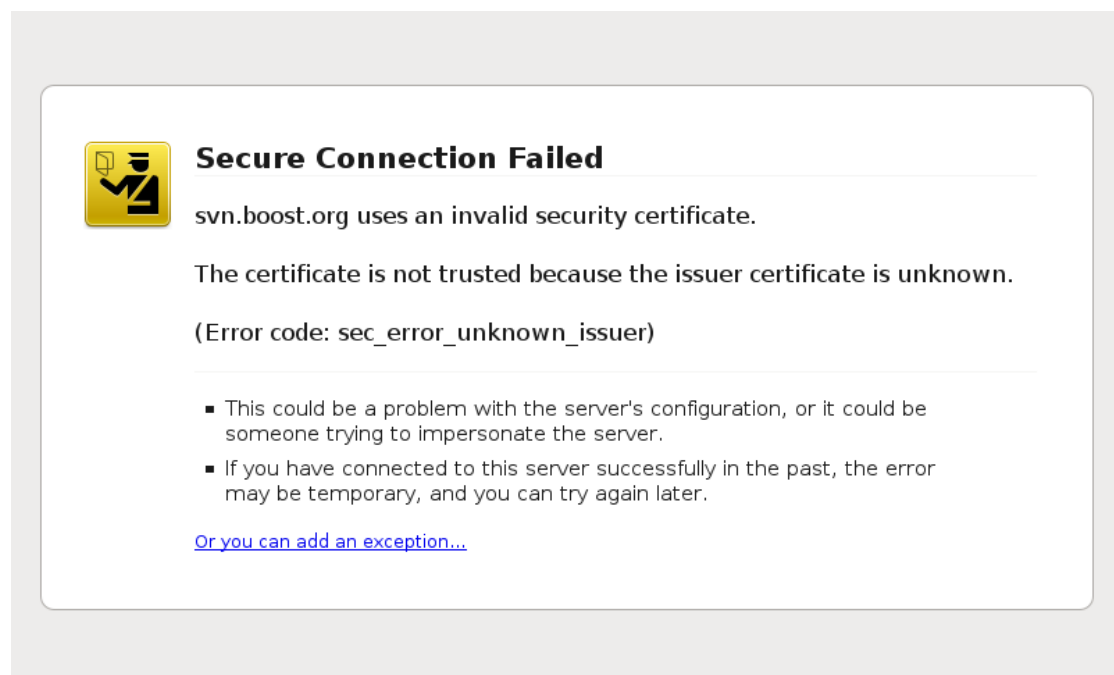 Secure Connection Failed
svn.boost.org uses an invalid security certificate.
The certificate is not trusted because the issuer certificate is unknown.
(Error code: sec_error_unknown_issuer)
This could be a problem with the server's configuration, or it could be
someone trying to impersonate the server.
If you have connected to this server successfully in the past, the error
may be temporary, and you can try again later.
Or you can add an exception...